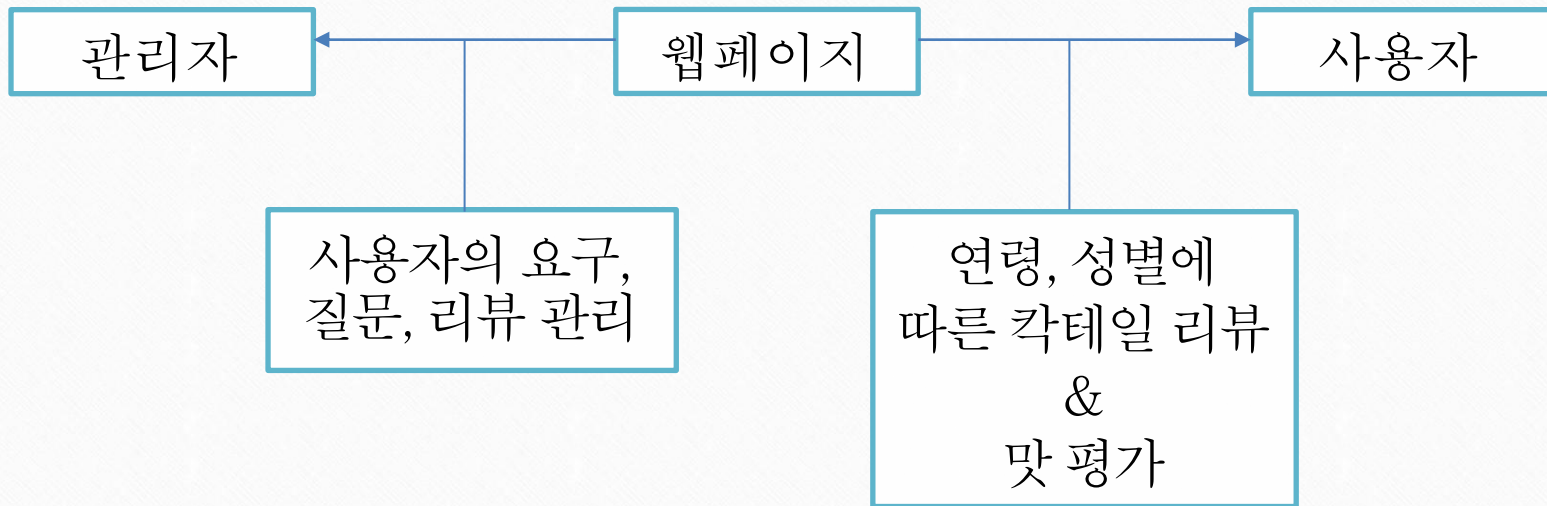 관리자
웹페이지
사용자
사용자의 요구,
질문, 리뷰 관리
연령, 성별에
따른 칵테일 리뷰
&
맛 평가